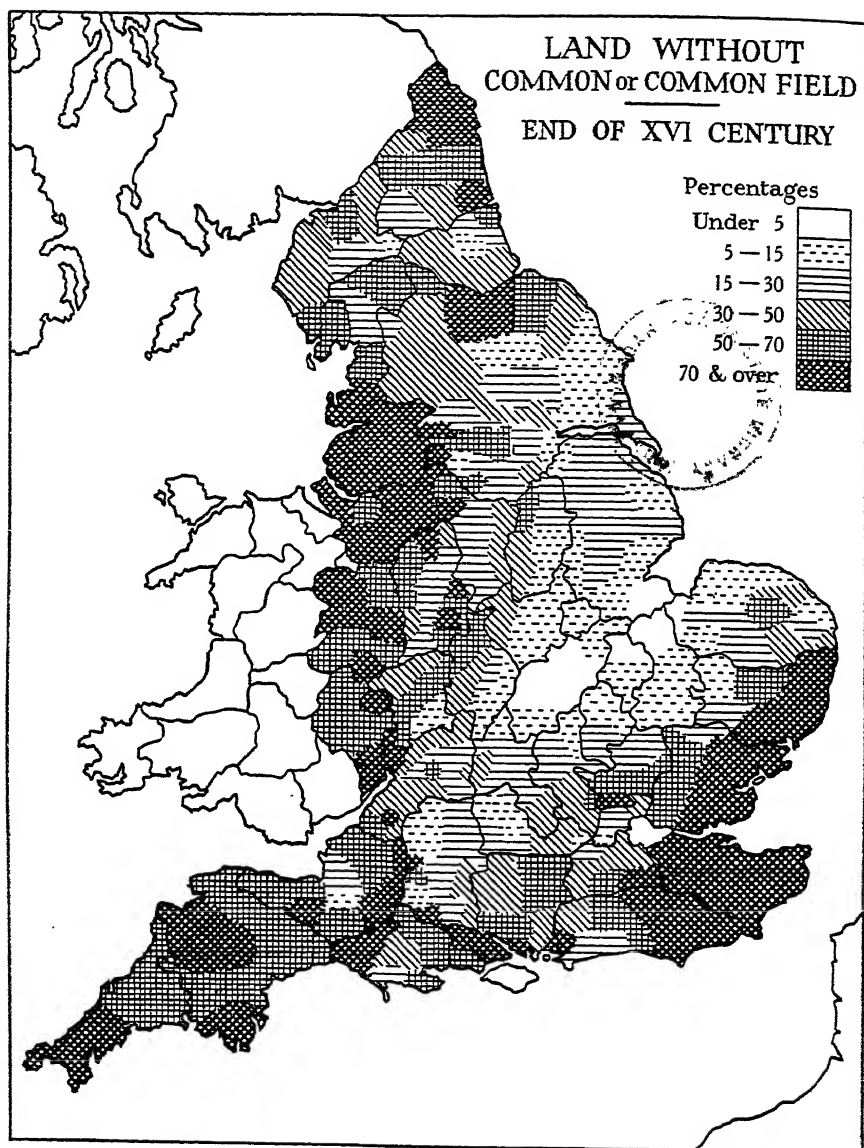 LAND WITHOUT
COMMON or COMMON FIELD
END OF XVI CENTURY
Percentages
Under 5
5 — 15
15 — 30
30 — 50
50 — 70
70 & over